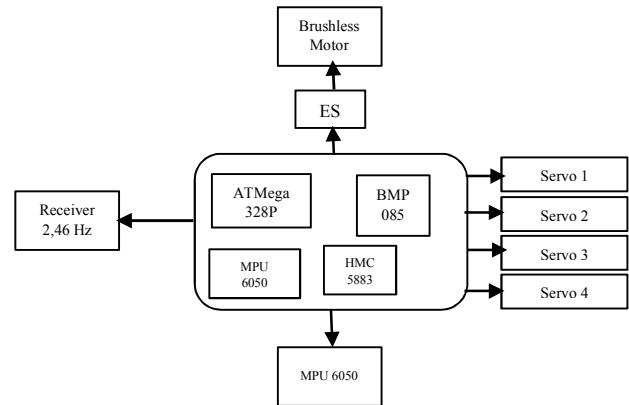 Brushless
Motor
ES
ATMega
328P
BMP
085
MPU
6050
HMC
5883
Receiver
2,46 Hz
Servo 1
Servo 2
Servo 3
Servo 4
MPU 6050